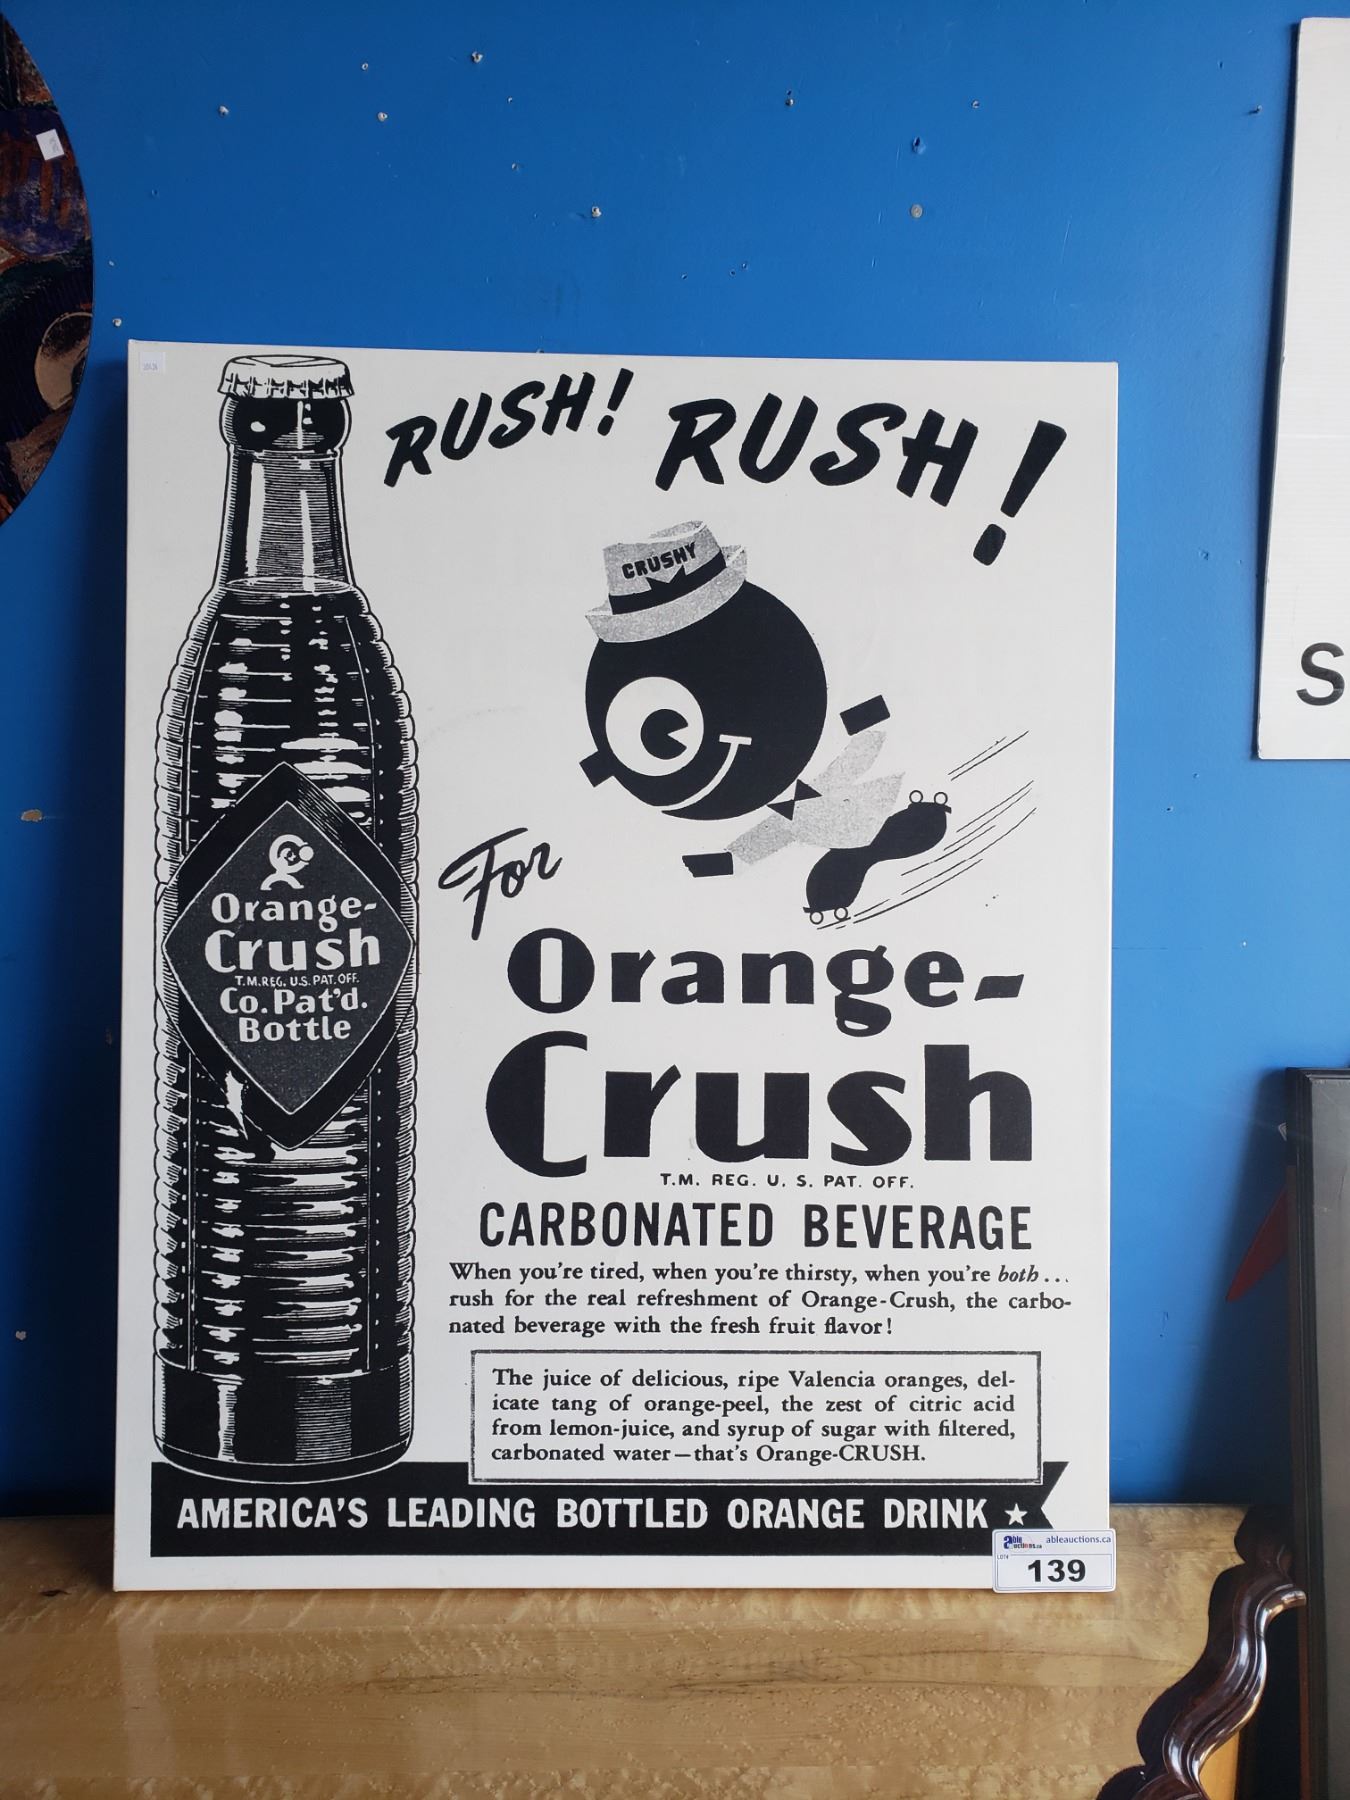 RUSH! RUSH!
CRUSHY
For
Orange-
Crush
T.M. REG. U. S. PAT. OFF.
CARBONATED BEVERAGE
When you're tired, when you're thirsty, when you're both...
rush for the real refreshment of Orange-Crush, the carbo-
nated beverage with the fresh fruit flavor!
The juice of delicious, ripe Valencia oranges, del-
icate tang of orange-peel, the zest of citric acid
from lemon-juice, and syrup of sugar with filtered,
carbonated water—that's Orange-CRUSH.
AMERICA'S LEADING BOTTLED ORANGE DRINK ★
Orange-
Crush
T.M.REG. U.S. PAT. OFF.
Co. Pat'd.
Bottle
able auctions.ca ableauctions.ca
LOT#
139
S